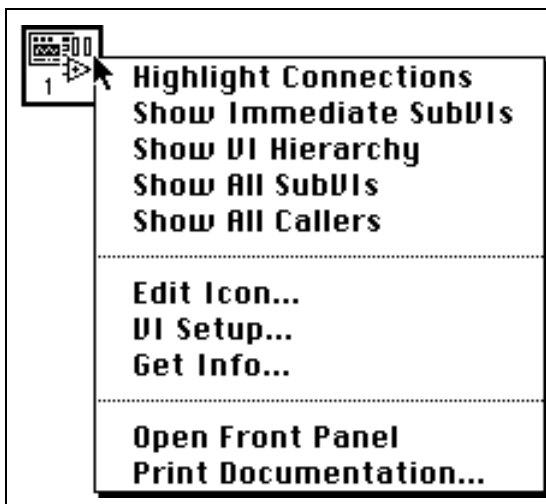 1
Highlight Connections
Show Immediate SubVIs
Show VI Hierarchy
Show All SubVIs
Show All Callers
Edit Icon...
VI Setup...
Get Info...
Open Front Panel
Print Documentation...